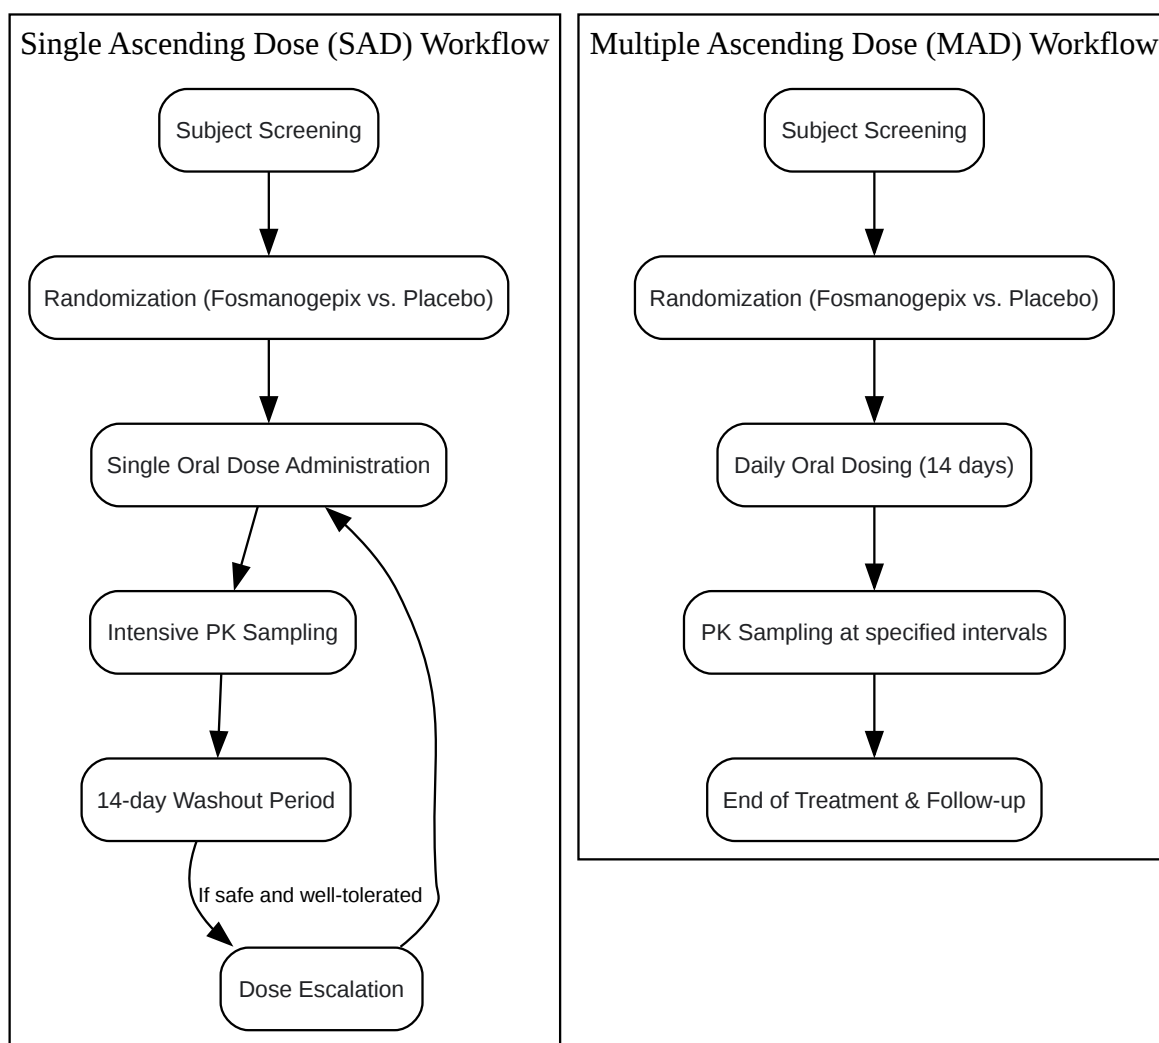 Single Ascending Dose (SAD) Workflow
Subject Screening
Randomization (Fosmanogepix vs. Placebo)
Single Oral Dose Administration
Intensive PK Sampling
14-day Washout Period
If safe and well-tolerated
Dose Escalation
Multiple Ascending Dose (MAD) Workflow
Subject Screening
Randomization (Fosmanogepix vs. Placebo)
Daily Oral Dosing (14 days)
PK Sampling at specified intervals
End of Treatment & Follow-up